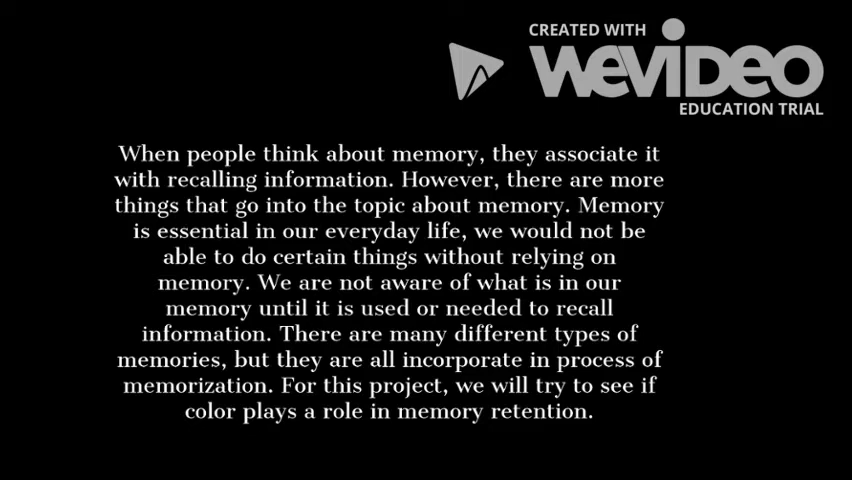 CREATED WITH
WEVIDEO
EDUCATION TRIAL
When people think about memory, they associate it
with recalling information. However, there are more
things that go into the topic about memory. Memory
is essential in our everyday life, we would not be
able to do certain things without relying on
memory. We are not aware of what is in our
memory until it is used or needed to recall
information. There are many different types of
memories, but they are all incorporate in process of
memorization. For this project, we will try to see if
color plays a role in memory retention.